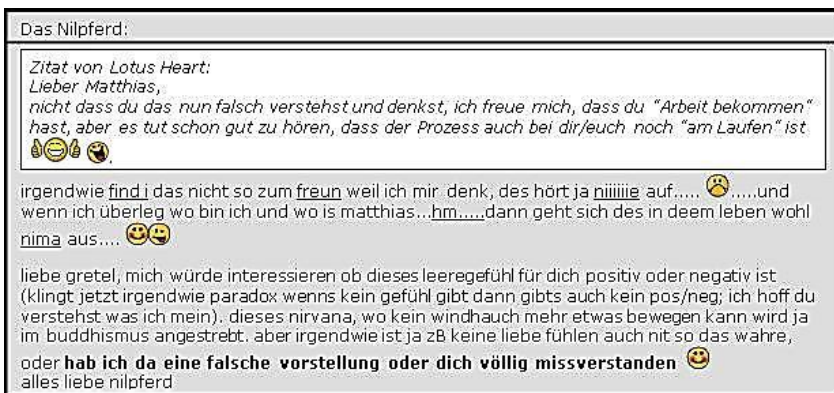 Das Nilpferd:
Zitat von Lotus Heart:
Lieber Matthias,
nicht dass du das nun falsch verstehst und denkst, ich freue mich, dass du "Arbeit bekommen"
hast, aber es tut schon gut zu hören, dass der Prozess auch bei dir/euch noch "am Laufen" ist
.
irgendwie find i das nicht so zum freun weil ich mir denk, des hört ja niiiiiie auf..... .....und
wenn ich überleg wo bin ich und wo is matthias...hm.....dann geht sich des in deem leben wohl
nima aus....
liebe gretel, mich würde interessieren ob dieses leeregefühl für dich positiv oder negativ ist
(klingt jetzt irgendwie paradox wenns kein gefühl gibt dann gibts auch kein pos/neg; ich hoff du
verstehst was ich mein). dieses nirvana, wo kein windhauch mehr etwas bewegen kann wird ja
im buddhismus angestrebt. aber irgendwie ist ja zB keine liebe fühlen auch nit so das wahre,
oder hab ich da eine falsche vorstellung oder dich völlig missverstanden
alles liebe nilpferd